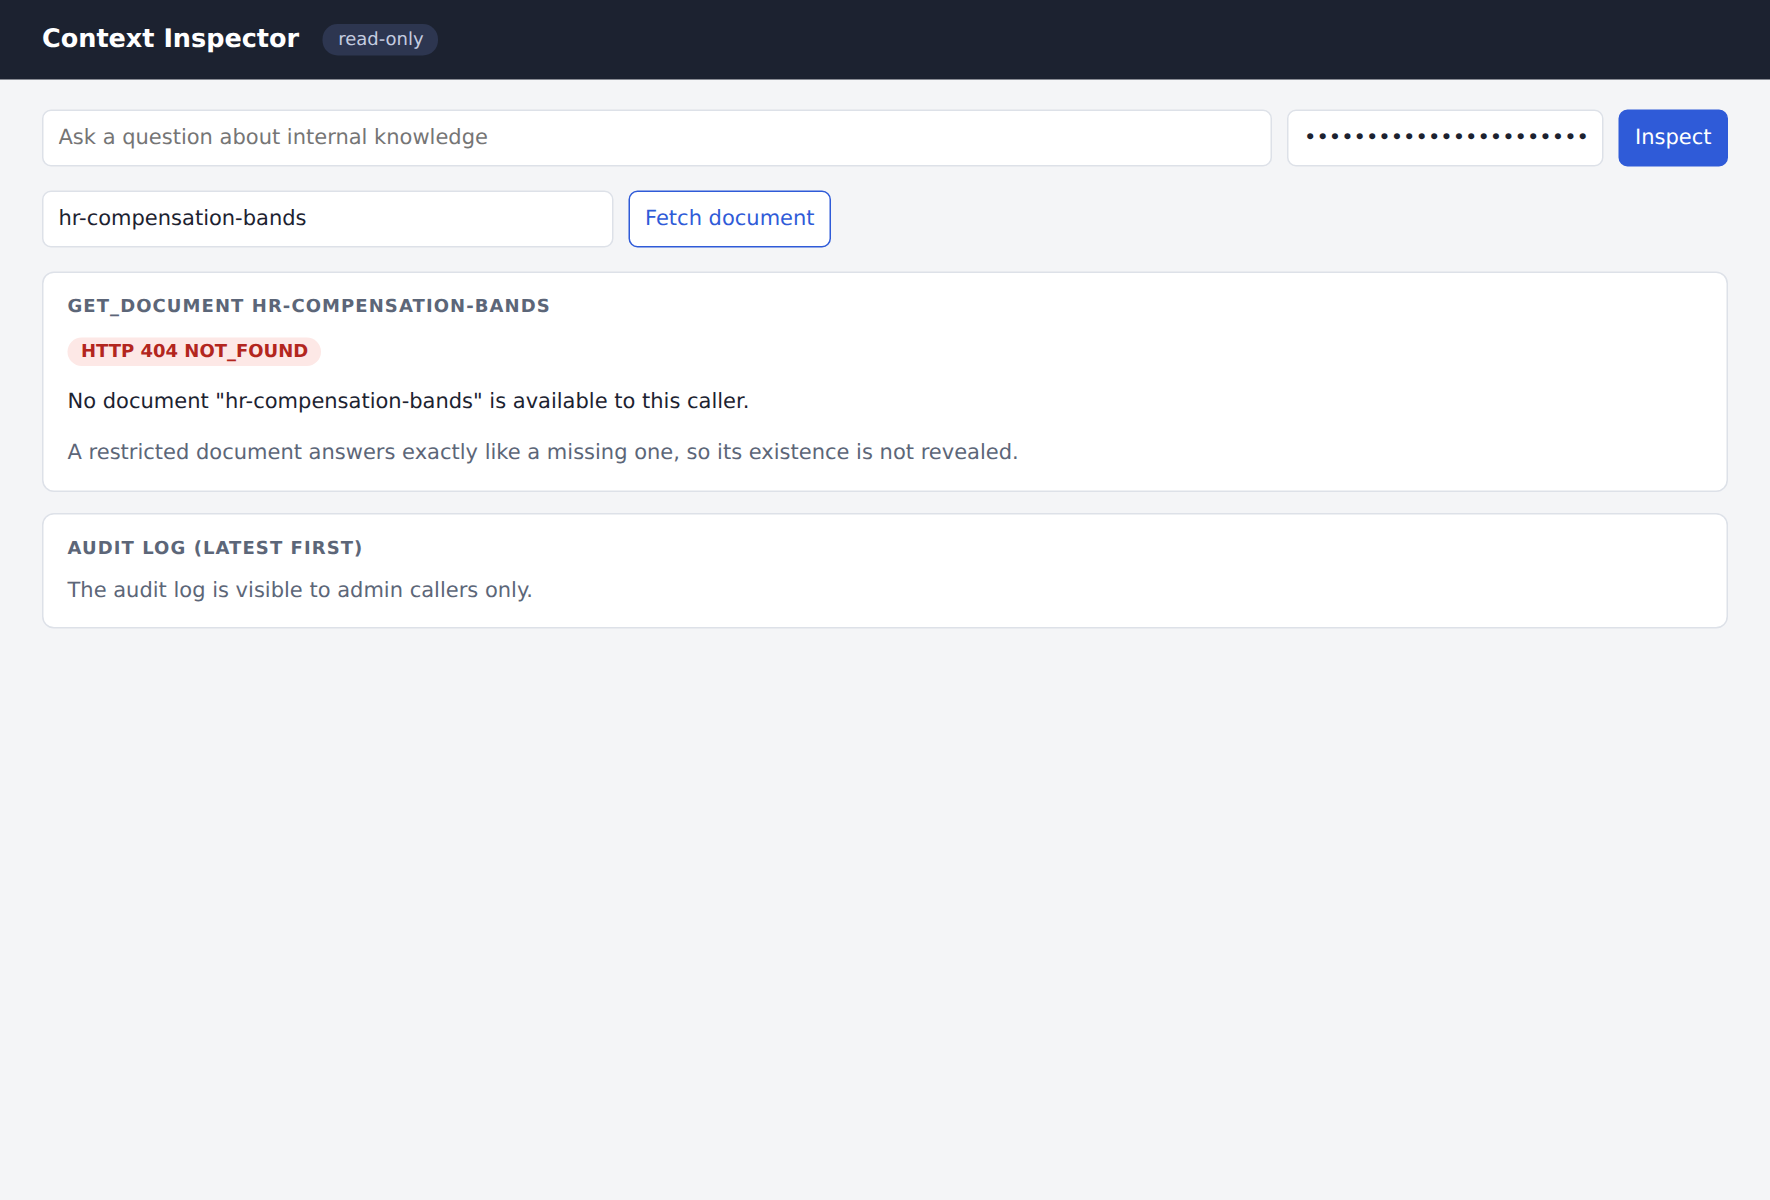 Context Inspector read-only
Ask a question about internal knowledge ••••••••••••••••••••••• Inspect
hr-compensation-bands Fetch document
GET_DOCUMENT HR-COMPENSATION-BANDS
HTTP 404 NOT_FOUND
No document "hr-compensation-bands" is available to this caller.
A restricted document answers exactly like a missing one, so its existence is not revealed.
AUDIT LOG (LATEST FIRST)
The audit log is visible to admin callers only.